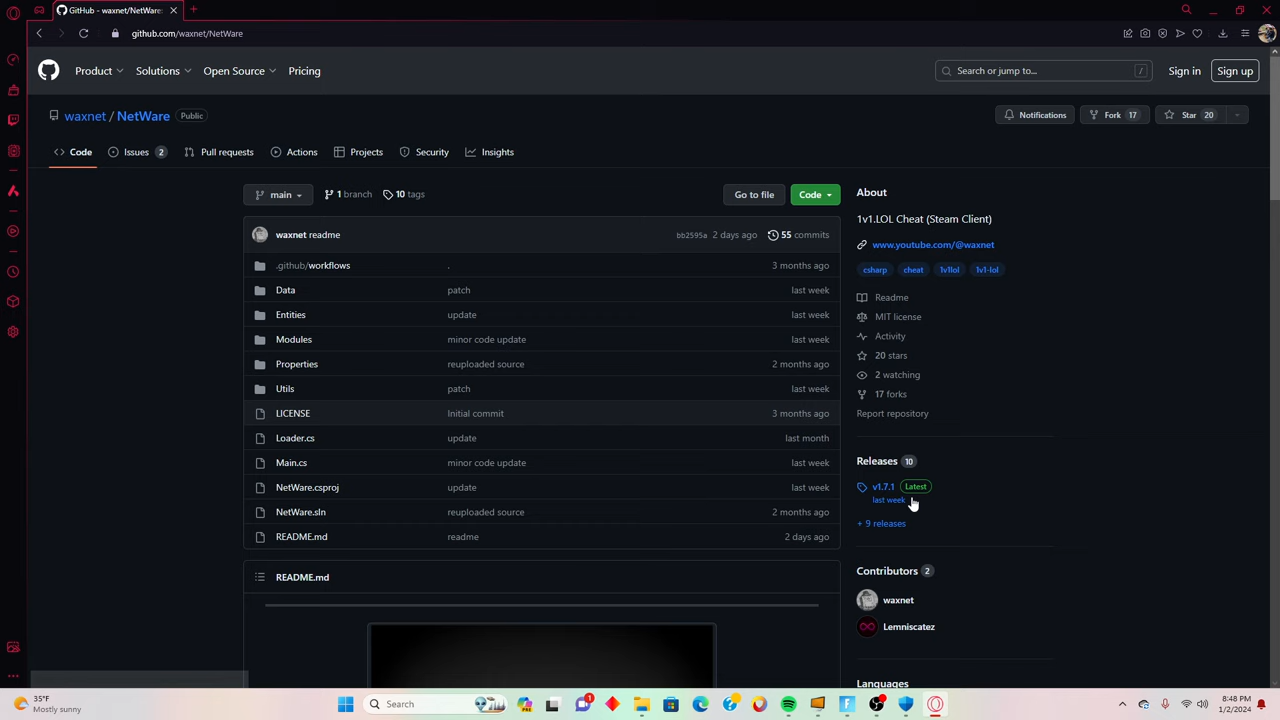 GitHub - waxnet/NetWare:
github.com/waxnet/NetWare
Product Solutions Open Source Pricing Search or jump to... / Sign in Sign up
waxnet / NetWare Public Notifications Fork 17 Star 20
Code Issues 2 Pull requests Actions Projects Security Insights
main 1 branch 10 tags Go to file Code
waxnet readme bb2595a 2 days ago 55 commits
.github/workflows . 3 months ago
Data patch last week
Entities update last week
Modules minor code update last week
Properties reuploaded source 2 months ago
Utils patch last week
LICENSE Initial commit 3 months ago
Loader.cs update last month
Main.cs minor code update last week
NetWare.csproj update last week
NetWare.sln reuploaded source 2 months ago
README.md readme 2 days ago
README.md
About
1v1.LOL Cheat (Steam Client)
www.youtube.com/@waxnet
csharp cheat 1v1lol 1v1-lol
Readme
MIT license
Activity
20 stars
2 watching
17 forks
Report repository
Releases 10
v1.7.1 Latest
last week
+ 9 releases
Contributors 2
waxnet
Lemniscatez
Languages
35°F
Mostly sunny
Search
PRE
1
8:48 PM
1/2/2024